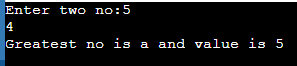 Enter two no:5
4
Greatest no is a and value is 5